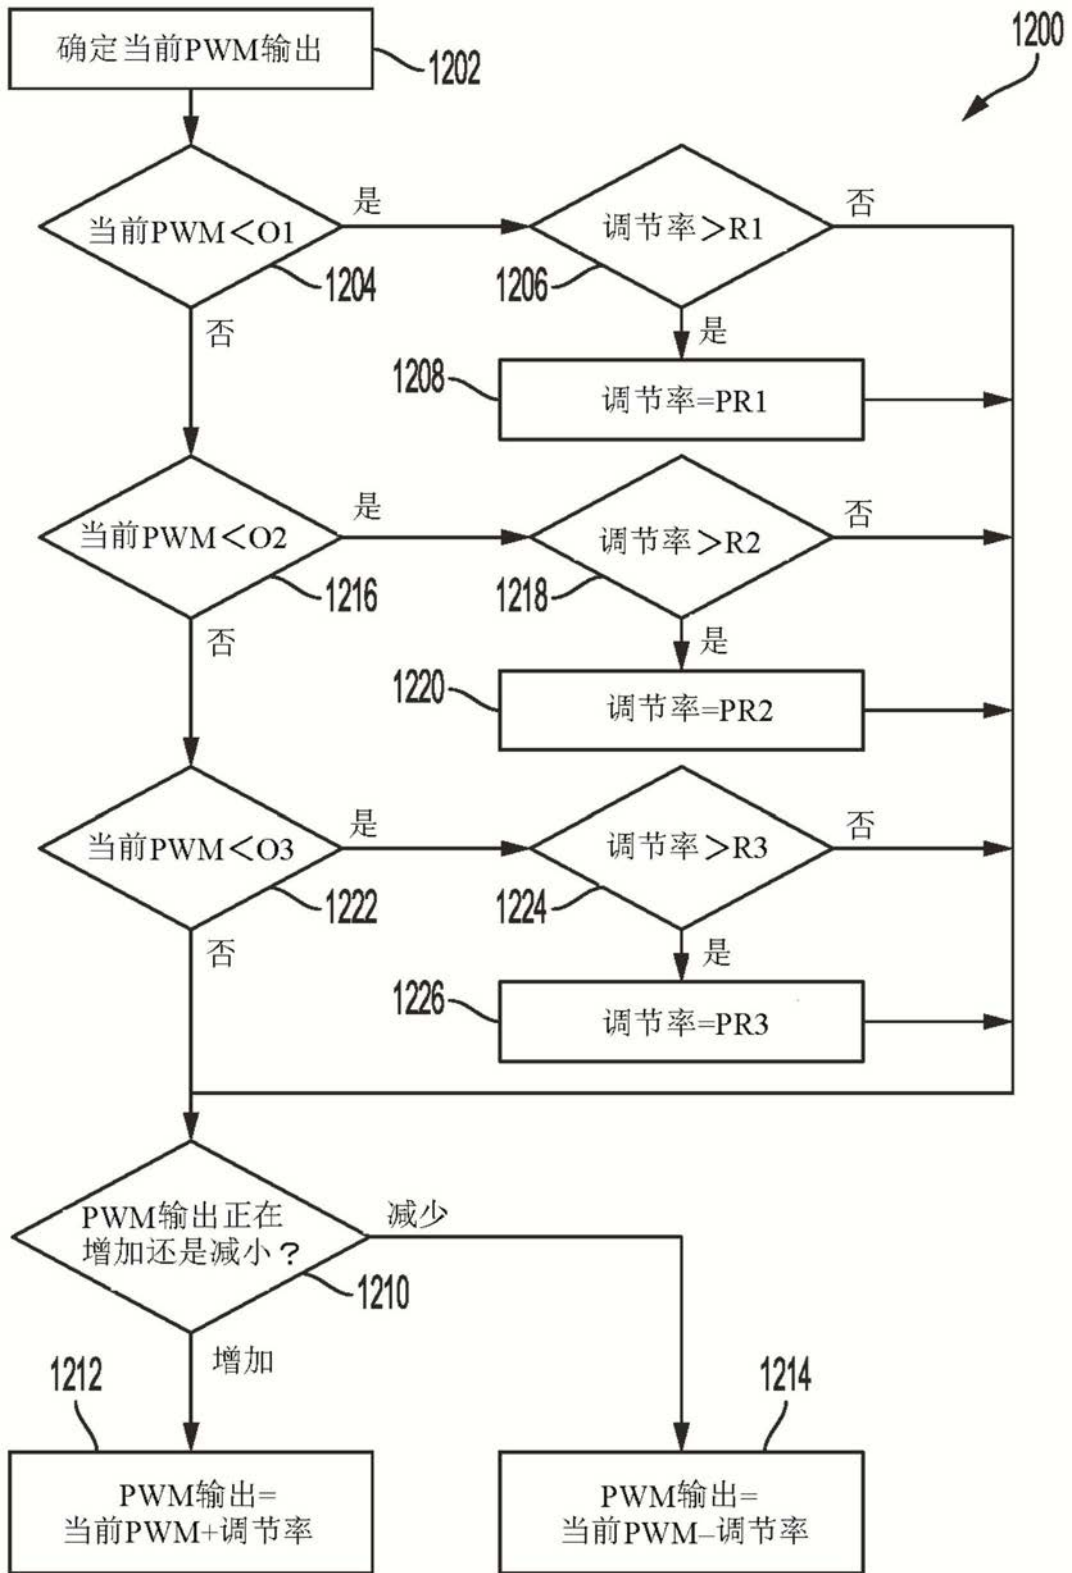 确定当前PWM输出
1202
1200
当前PWM<O1
是
1204
否
调节率>R1
否
1206
是
1208
调节率=PR1
当前PWM<O2
是
1216
否
调节率>R2
否
1218
是
1220
调节率=PR2
当前PWM<O3
是
1222
否
调节率>R3
否
1224
是
1226
调节率=PR3
PWM输出正在
增加还是减小？
减少
1210
增加
1212
PWM输出=
当前PWM+调节率
1214
PWM输出=
当前PWM–调节率